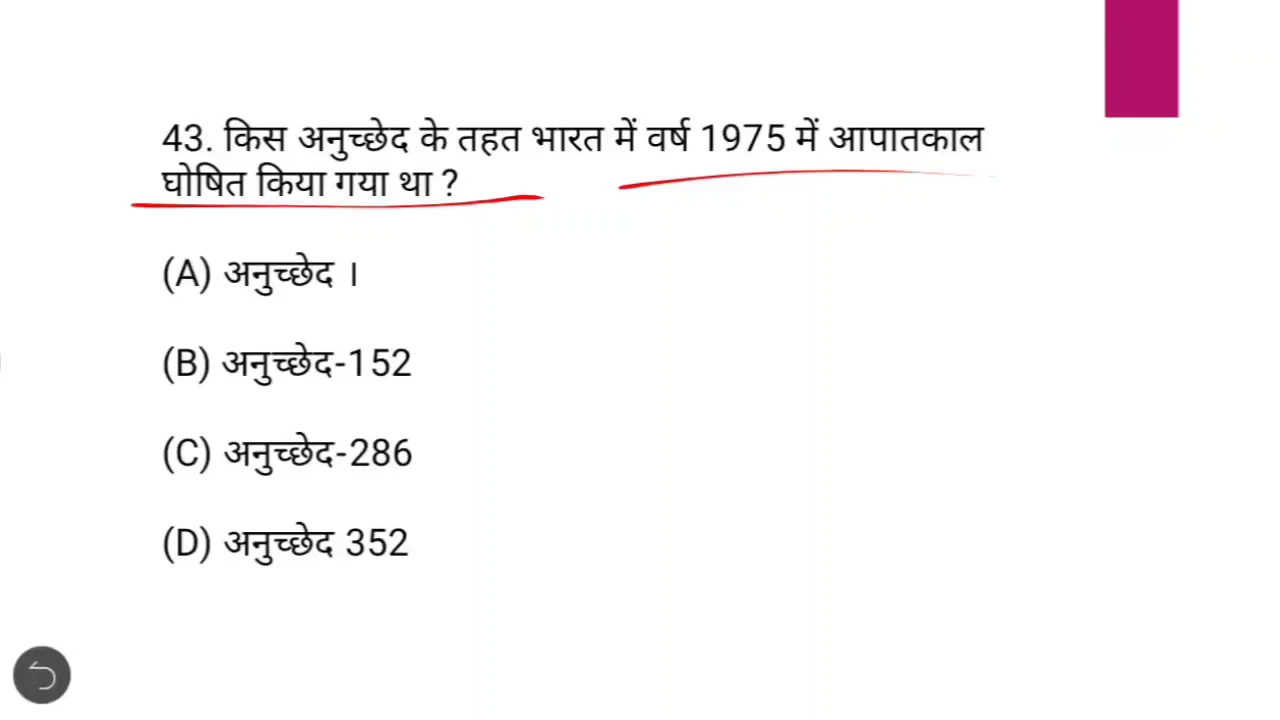 43. किस अनुच्छेद के तहत भारत में वर्ष 1975 में आपातकाल
घोषित किया गया था ?
(A) अनुच्छेद ।
(B) अनुच्छेद-152
(C) अनुच्छेद-286
(D) अनुच्छेद 352